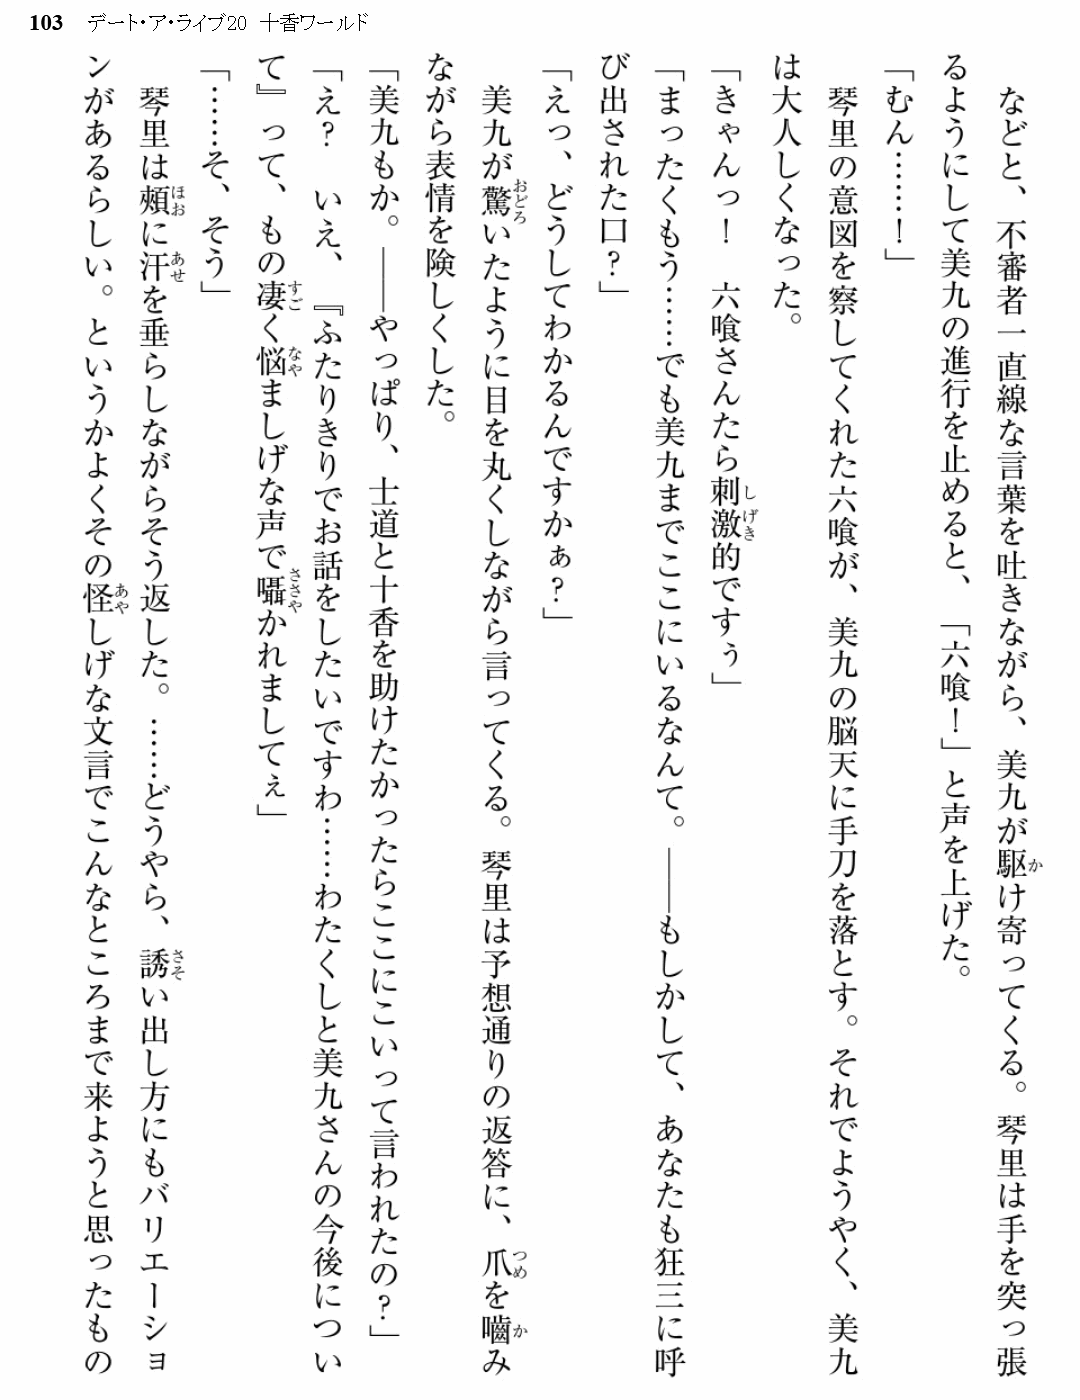 103 デート・ア・ライブ20 十香ワールド
などと、不審者一直線な言葉を吐きながら、美九が駆け寄ってくる。琴里は手を突っ張
るようにして美九の進行を止めると、「六喰！」と声を上げた。
「むん……！」
琴里の意図を察してくれた六喰が、美九の脳天に手刀を落とす。それでようやく、美九
は大人しくなった。
「きゃんっ！　六喰さんたら刺激的ですぅ」
「まったくもう……でも美九までここにいるなんて。――もしかして、あなたも狂三に呼
び出された口？」
「えっ、どうしてわかるんですかぁ？」
美九が驚いたように目を丸くしながら言ってくる。琴里は予想通りの返答に、爪を嚙み
ながら表情を険しくした。
「美九もか。――やっぱり、士道と十香を助けたかったらここにこいって言われたの？」
「え？　いえ、『ふたりきりでお話をしたいですわ……わたくしと美九さんの今後につい
て』って、もの凄く悩ましげな声で囁かれましてぇ」
「……そ、そう」
琴里は頰に汗を垂らしながらそう返した。……どうやら、誘い出し方にもバリエーショ
ンがあるらしい。というかよくその怪しげな文言でこんなところまで来ようと思ったもの